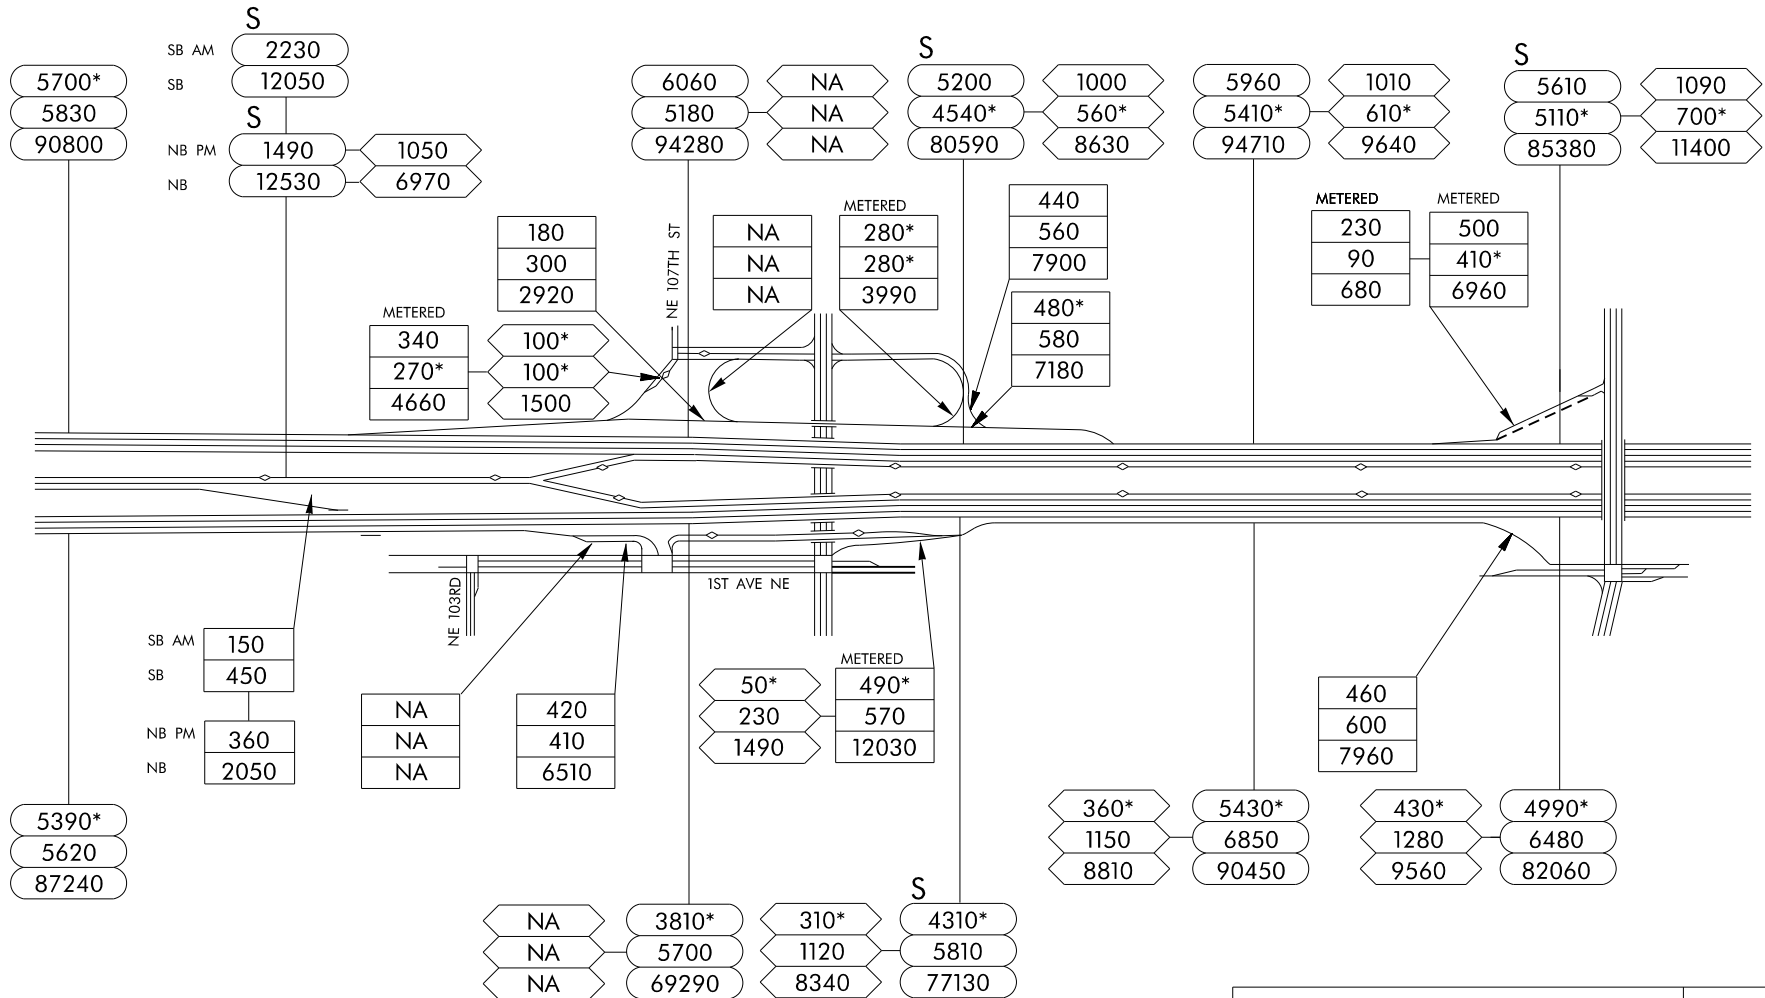 S
SB AM 2230
SB 12050
S
NB PM 1490 1050
NB 12530 6970
5700*
5830
90800
6060 NA
5180 NA
94280 NA
S
5200 1000
4540* 560*
80590 8630
5960 1010
5410* 610*
94710 9640
S
5610 1090
5110* 700*
85380 11400
METERED
340 100*
270* 100*
4660 1500
180
300
2920
NE 107TH ST
NA
NA
NA
METERED
280*
280*
3990
440
560
7900
480*
580
7180
METERED METERED
230 500
90 410*
680 6960
NE 103RD
1ST AVE NE
SB AM 150
SB 450
NB PM 360
NB 2050
NA
NA
NA
420
410
6510
METERED
50* 490*
230 570
1490 12030
460
600
7960
5390*
5620
87240
NA 3810*
NA 5700
NA 69290
S
310* 4310*
1120 5810
8340 77130
360* 5430*
1150 6850
8810 90450
430* 4990*
1280 6480
9560 82060